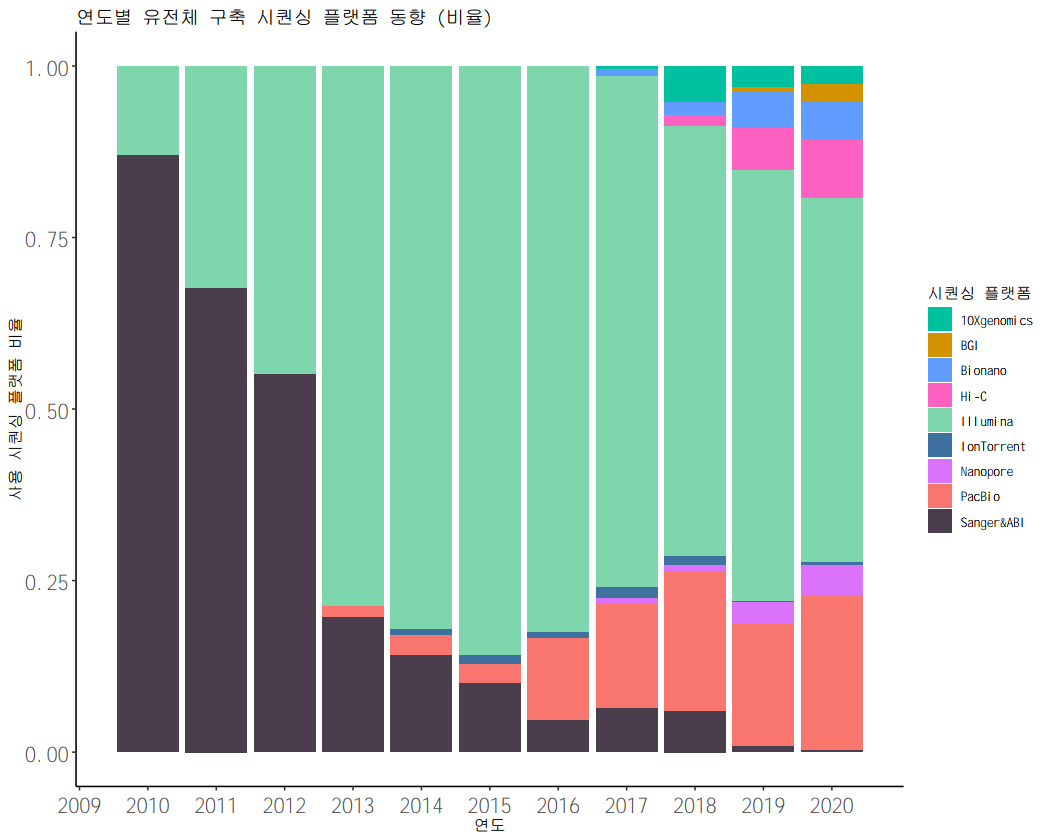 연도별 유전체 구축 시퀀싱 플랫폼 동향 (비율)
사용 시퀀싱 플랫폼 비율
1.00
0.75
0.50
0.25
0.00
2009 2010 2011 2012 2013 2014 2015 2016 2017 2018 2019 2020
연도
시퀀싱 플랫폼
10Xgenomics
BGI
Bionano
Hi-C
Illumina
IonTorrent
Nanopore
PacBio
Sanger&ABI